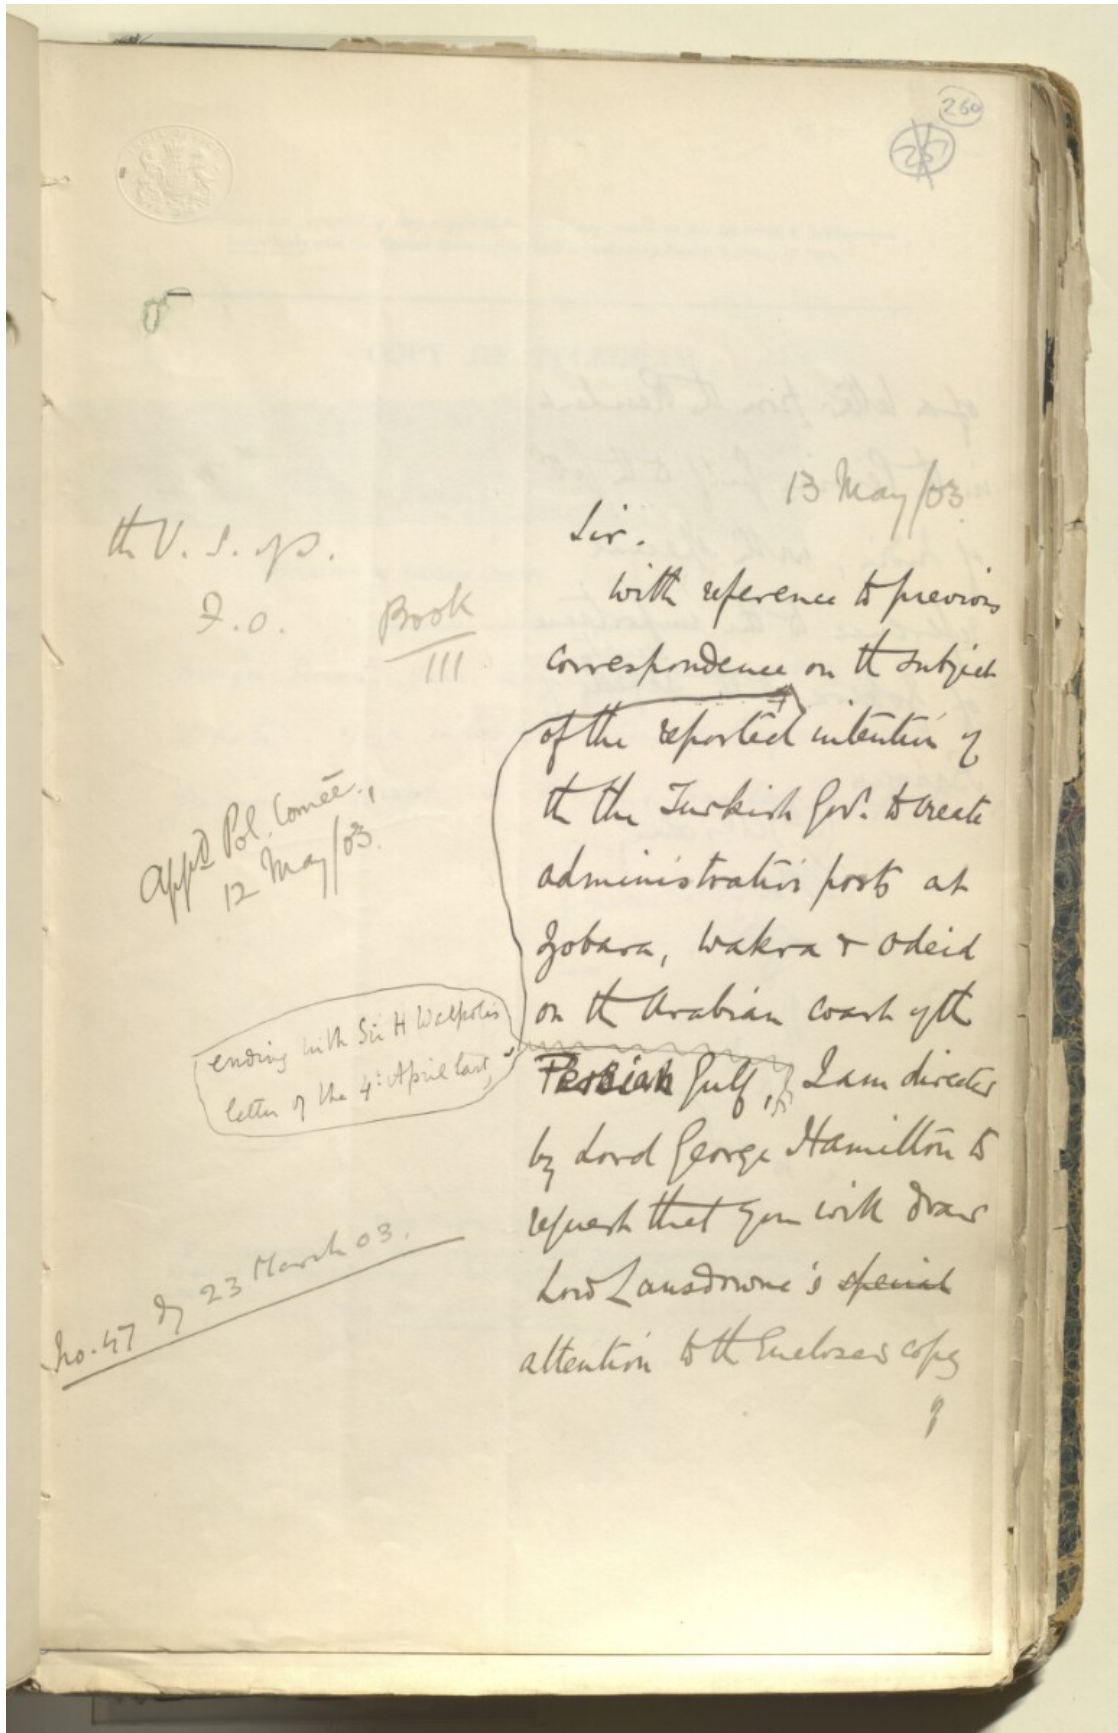 260
13 May/03
Sir.
The U. S. of S.
F.O.
Book
III
with reference to previous
correspondence on the subject
of the reported intention of
the the Turkish Govt. to create
administrative posts at
Zobara, Wakra & Odeid
on the Arabian coast of the
Persian Gulf, I am directed
by Lord George Hamilton to
request that you will draw
Lord Lansdowne's special
attention to the Enclosed copy
of
Appd Pol. Comee.,
12 May/03.
ending with Sir H Walpole's
letter of the 4th April last,
No. 47 of 23 March 03.